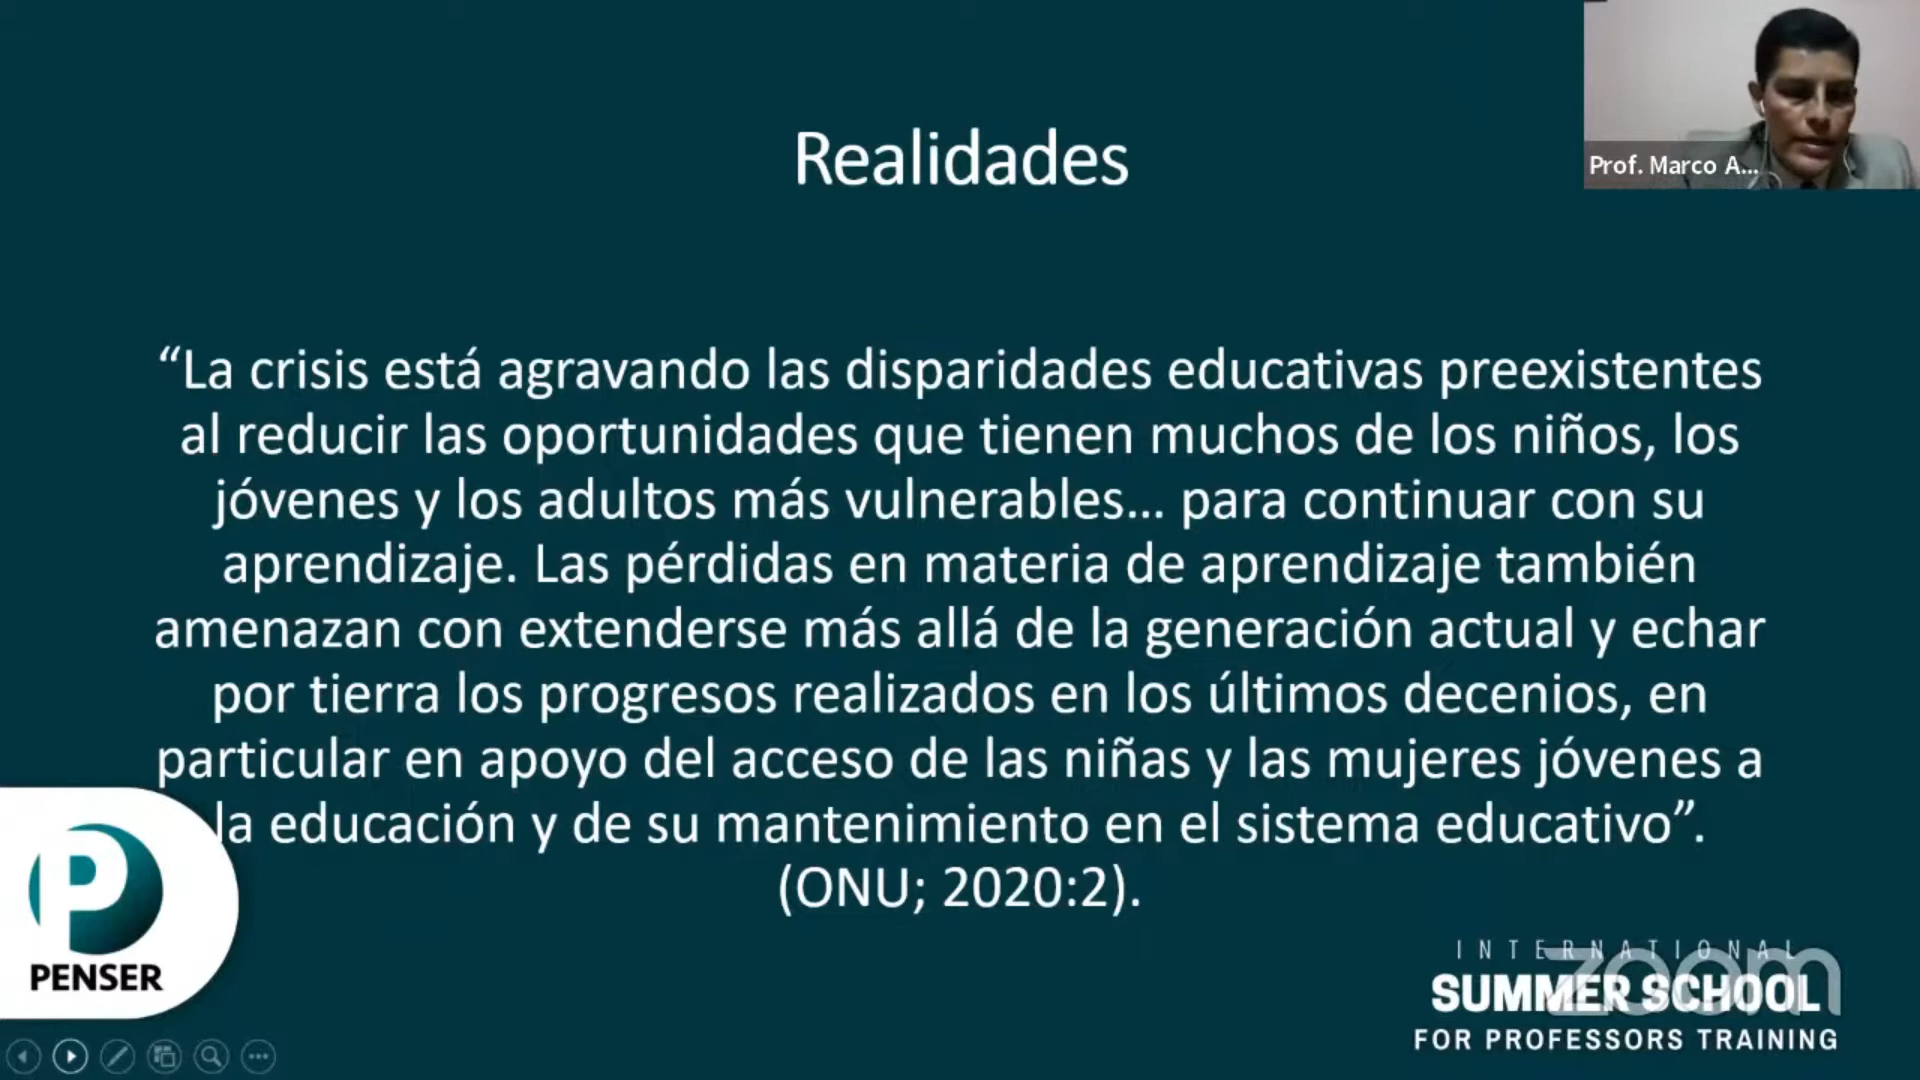 Realidades
Prof. Marco A...
“La crisis está agravando las disparidades educativas preexistentes
al reducir las oportunidades que tienen muchos de los niños, los
jóvenes y los adultos más vulnerables... para continuar con su
aprendizaje. Las pérdidas en materia de aprendizaje también
amenazan con extenderse más allá de la generación actual y echar
por tierra los progresos realizados en los últimos decenios, en
particular en apoyo del acceso de las niñas y las mujeres jóvenes a
la educación y de su mantenimiento en el sistema educativo”.
(ONU; 2020:2).
P
PENSER
INTERNATIONAL
SUMMER SCHOOL
FOR PROFESSORS TRAINING
zoom